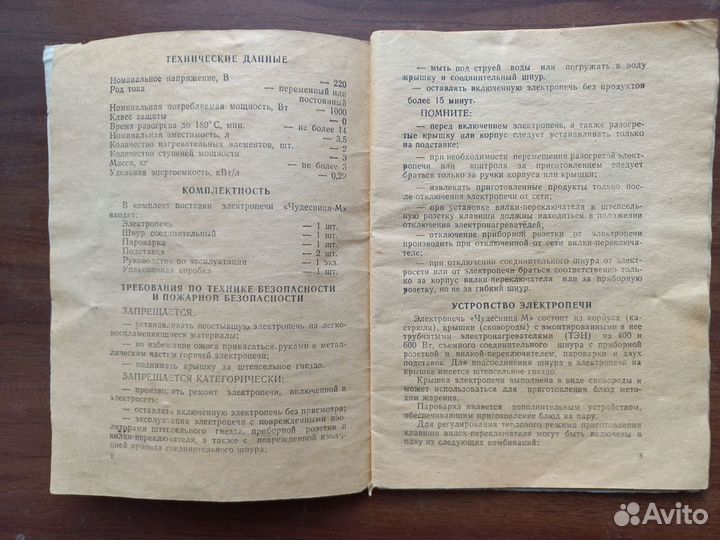 ТЕХНИЧЕСКИЕ ДАННЫЕ
Номинальное напряжение, В — 220
Род тока — переменный или
постоянный
Номинальная потребляемая мощность, Вт — 1000
Класс защиты — 0
Время разогрева до 180°С, мин. — не более 14
Номинальная вместимость, л — 3,5
Количество нагревательных элементов, шт. — 2
Количество ступеней мощности — 3
Масса, кг — не более 3
Удельная энергоемкость, кВт/л — 0,29
КОМПЛЕКТНОСТЬ
В комплект поставки электропечи «Чудесница-М»
входят:
Электропечь — 1 шт.
Шнур соединительный — 1 шт.
Пароварка — 1 шт.
Подставка — 2 шт.
Руководство по эксплуатации — 1 экз.
Упаковочная коробка — 1 шт.
ТРЕБОВАНИЯ ПО ТЕХНИКЕ БЕЗОПАСНОСТИ
И ПОЖАРНОЙ БЕЗОПАСНОСТИ
ЗАПРЕЩАЕТСЯ:
— устанавливать неостывшую электропечь на легко-
воспламеняющиеся материалы;
— во избежание ожога прикасаться руками к метал-
лическим частям горячей электропечи;
— поднимать крышку за штепсельное гнездо.
ЗАПРЕЩАЕТСЯ КАТЕГОРИЧЕСКИ:
— производить ремонт электропечи, включенной в
электросеть;
— оставлять включенную электропечь без присмотра;
— эксплуатация электропечи с поврежденными изо-
ляторами штепсельного гнезда, приборной розетки и
вилки-переключателя, а также с поврежденной изоля-
цией провода соединительного шнура;
— мыть под струей воды или погружать в воду
крышку и соединительный шнур.
— оставлять включенную электропечь без продуктов
более 15 минут.
ПОМНИТЕ:
— перед включением электропечь, а также разогре-
тые крышку или корпус следует устанавливать только
на подставке;
— при необходимости перемещения разогретой элект-
ропечи или контроля за приготовлением следует
браться только за ручки корпуса или крышки;
— извлекать приготовленные продукты только пос-
ле отключения электропечи от сети;
— при установке вилки-переключателя в штепсель-
ную розетку клавиши должны находиться в положении
отключения электронагревателей;
— отключение приборной розетки от электропечи
производить при отключенной от сети вилки-переключа-
теле;
— при отключении соединительного шнура от элект-
росети или от электропечи браться соответственно только
за корпус вилки-переключателя или за приборную
розетку, но не за гибкий шнур.
УСТРОЙСТВО ЭЛЕКТРОПЕЧИ
Электропечь «Чудесница-М» состоит из корпуса (ка-
стрюли), крышки (сковороды) с вмонтированными в нее
трубчатыми электронагревателями (ТЭН) на 400 и
600 Вт, съемного соединительного шнура с приборной
розеткой и вилкой-переключателем, пароварки и двух
подставок. Для подсоединения шнура к электропечи на
крышке имеется штепсельное гнездо.
Крышка электропечи выполнена в виде сковороды и
может использоваться для приготовления блюд мето-
дом жарения.
Пароварка является дополнительным устройством,
обеспечивающим приготовление блюд на пару.
Для регулирования теплового режима приготовления
клавиши вилок-переключателя могут быть включены в
одну из следующих комбинаций:
3
Avito